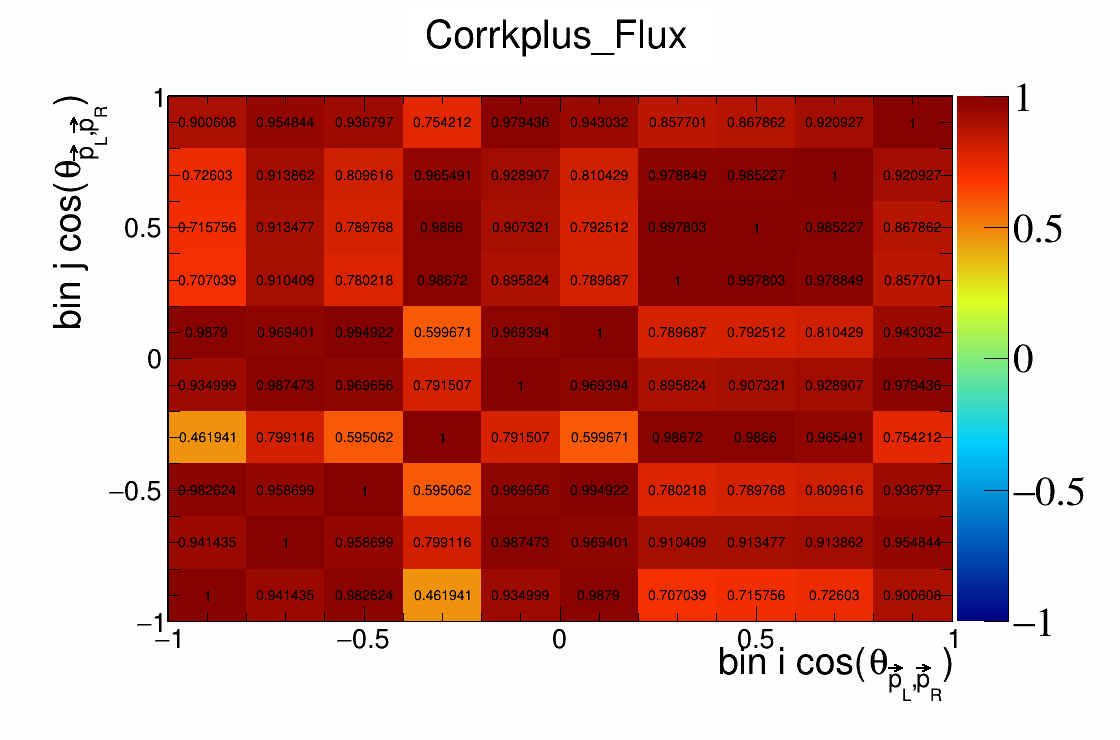 Corrkplus_Flux
bin j cos(θ p⃗L,p⃗R)
1
0.5
0
−0.5
−1
0.900608 0.954844 0.936797 0.754212 0.979436 0.943032 0.857701 0.867862 0.920927 1
0.72603 0.913862 0.809616 0.965491 0.928907 0.810429 0.978849 0.985227 1 0.920927
0.715756 0.913477 0.789768 0.9866 0.907321 0.792512 0.997803 1 0.985227 0.867862
0.707039 0.910409 0.780218 0.98672 0.895824 0.789687 1 0.997803 0.978849 0.857701
0.9879 0.969401 0.994922 0.599671 0.969394 1 0.789687 0.792512 0.810429 0.943032
0.934999 0.987473 0.969656 0.791507 1 0.969394 0.895824 0.907321 0.928907 0.979436
0.461941 0.799116 0.595062 1 0.791507 0.599671 0.98672 0.9866 0.965491 0.754212
0.982624 0.958699 1 0.595062 0.969656 0.994922 0.780218 0.789768 0.809616 0.936797
0.941435 1 0.958699 0.799116 0.987473 0.969401 0.910409 0.913477 0.913862 0.954844
1 0.941435 0.982624 0.461941 0.934999 0.9879 0.707039 0.715756 0.72603 0.900608
−1 −0.5 0 0.5 1
bin i cos(θ p⃗L,p⃗R)
1
0.5
0
−0.5
−1